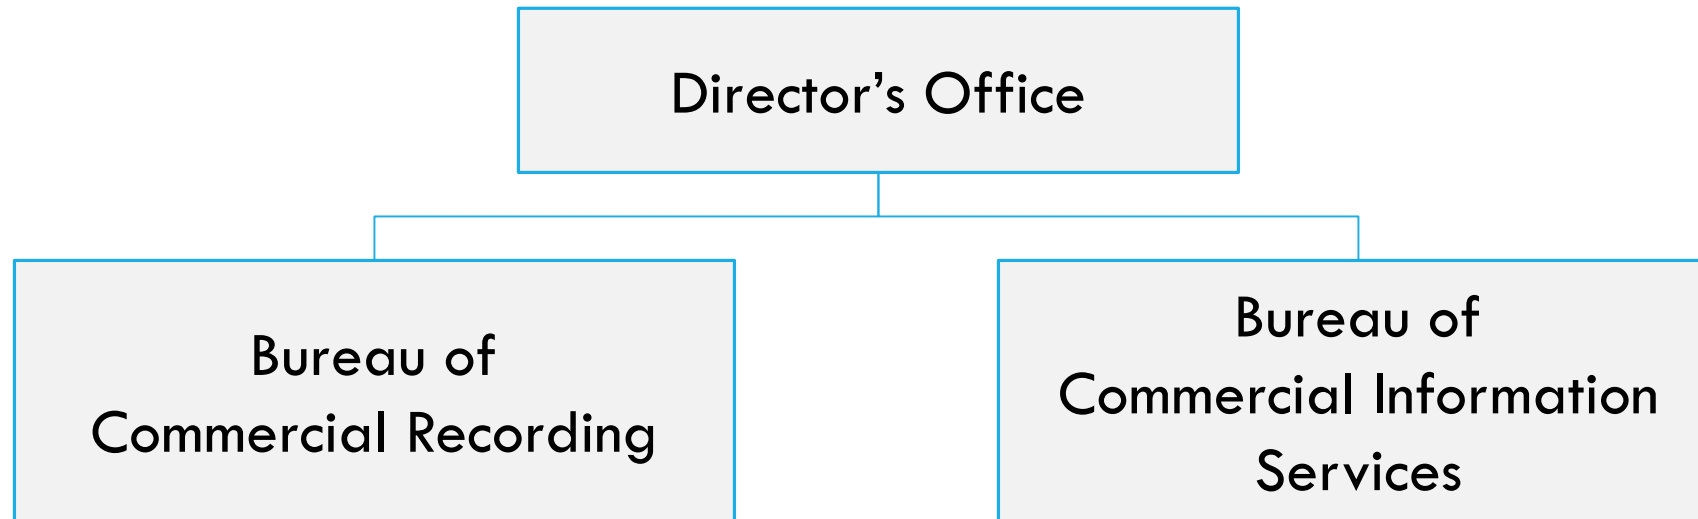 Director’s Office
Bureau of
Commercial Recording
Bureau of
Commercial Information
Services